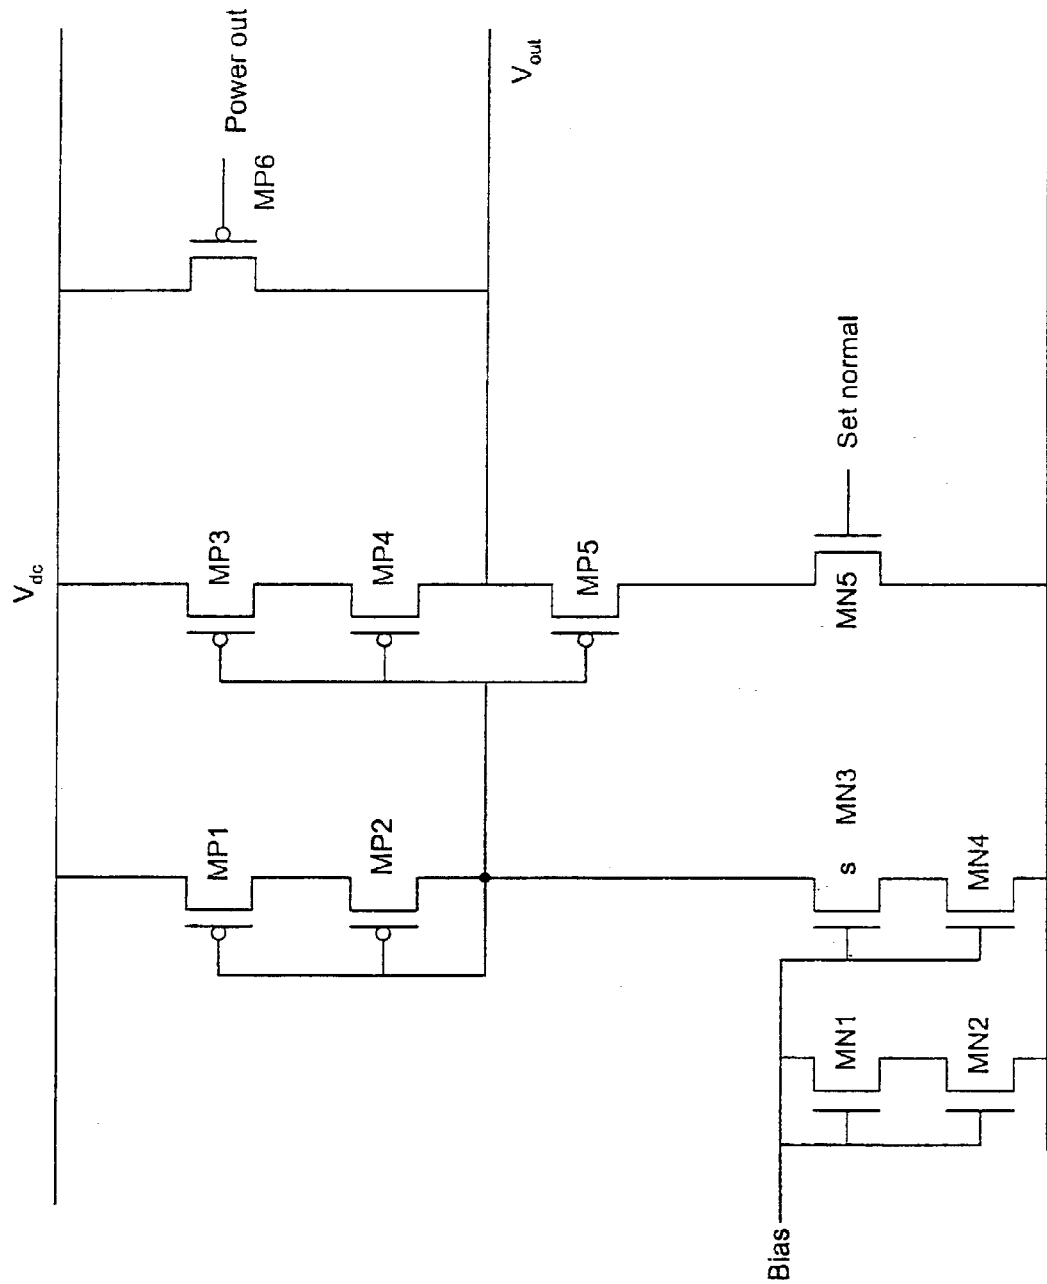 V_dc
Power out
MP6
V_out
MP3
MP4
MP5
MP1
MP2
Set normal
MN5
MN3
s
MN4
MN1
MN2
Bias